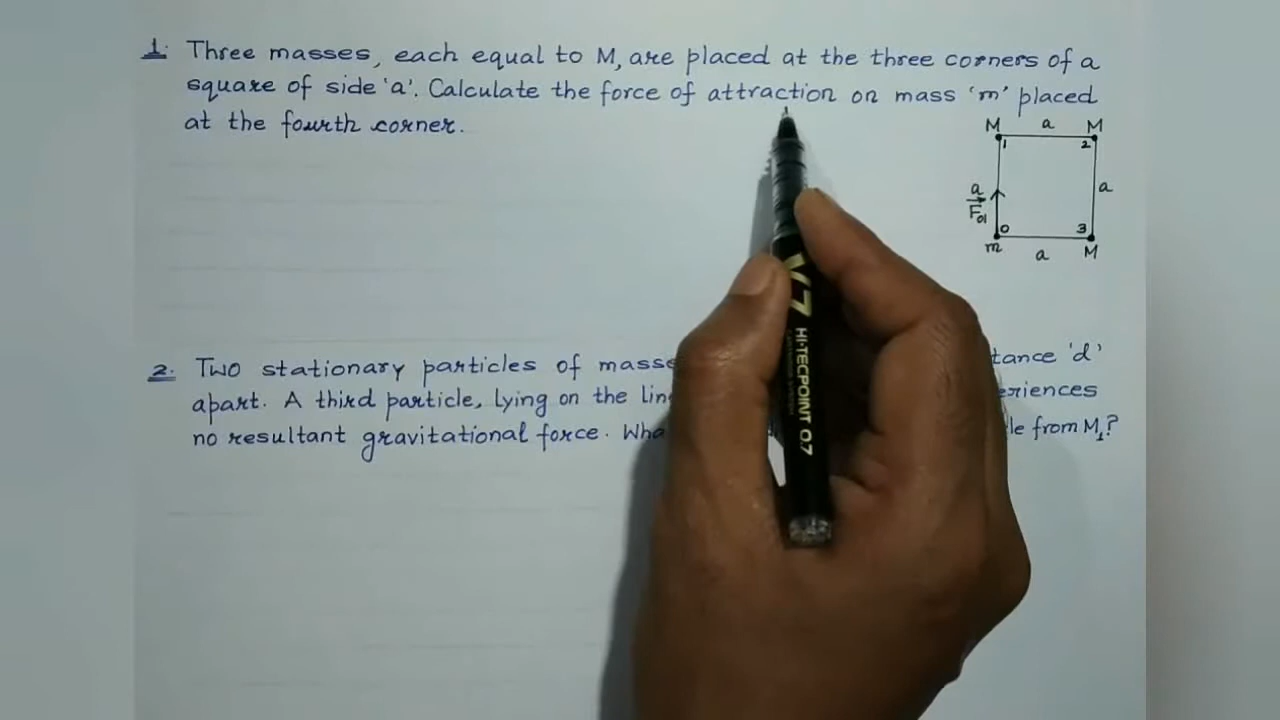 1. Three masses, each equal to M, are placed at the three corners of a
square of side 'a'. Calculate the force of attraction on mass 'm' placed
at the fourth corner.
M a M
1 2
a a
F01
0 3
m a M
2. Two stationary particles of masse tance 'd'
apart. A third particle, lying on the lin eriences
no resultant gravitational force. Wha le from M1?
V7 HI-TECPOINT 0.7